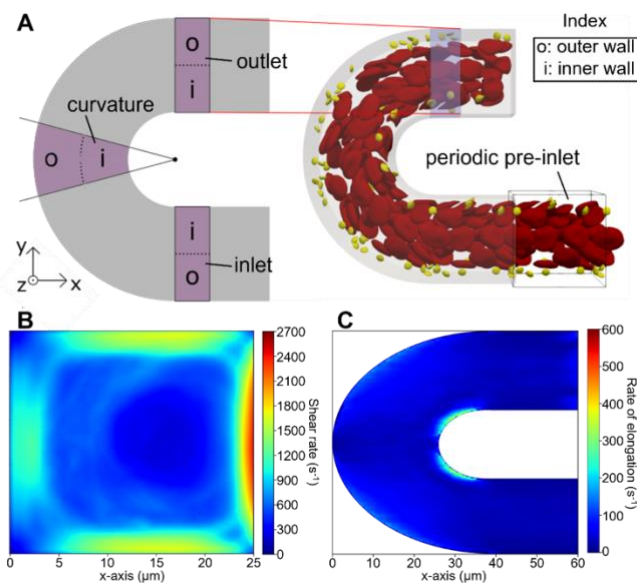 A
o
outlet
i
Index
o: outer wall
i: inner wall
curvature
o
i
periodic pre-inlet
i
inlet
o
y
z
x
B
2700
2400
2100
1800
1500
1200
900
600
300
0
Shear rate (s⁻¹)
0
5
10
15
20
25
x-axis (μm)
C
600
500
400
300
200
100
0
Rate of elongation (s⁻¹)
0
10
20
30
40
50
60
x-axis (μm)